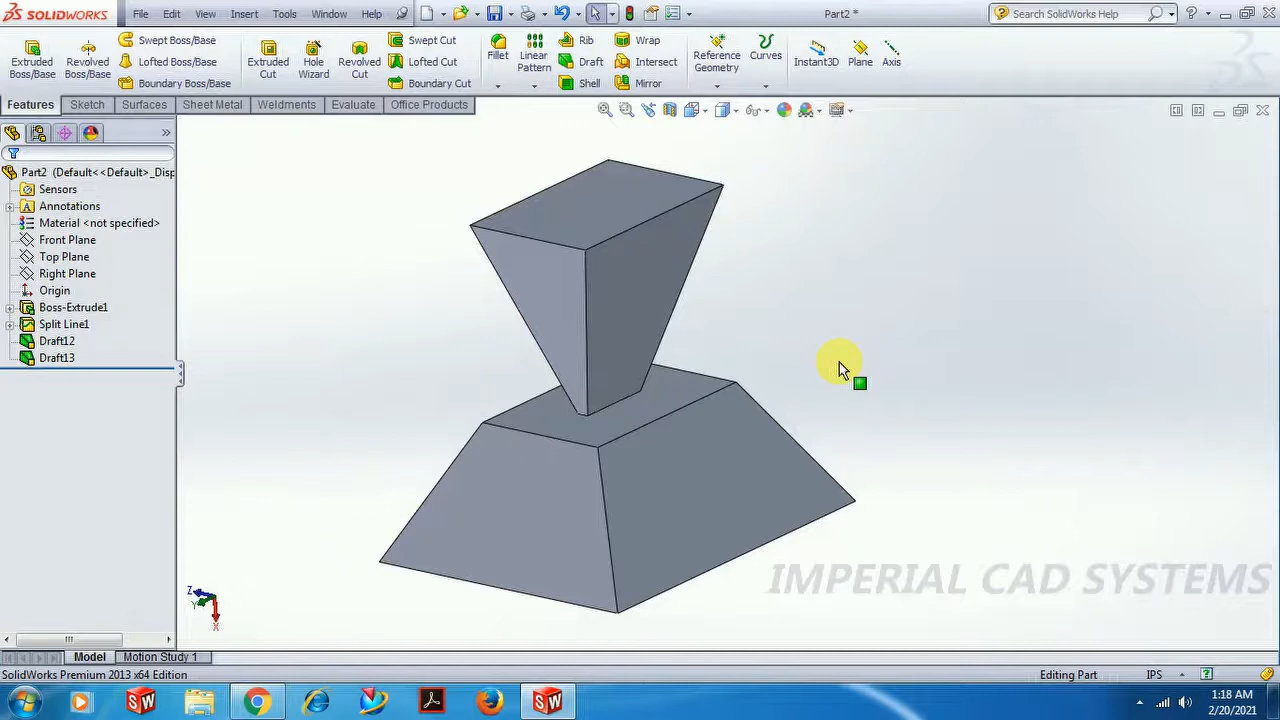 SOLIDWORKS File Edit View Insert Tools Window Help Part2 * Search SolidWorks Help
Extruded Boss/Base
Revolved Boss/Base
Swept Boss/Base
Lofted Boss/Base
Boundary Boss/Base
Extruded Cut
Hole Wizard
Revolved Cut
Swept Cut
Lofted Cut
Boundary Cut
Fillet
Linear Pattern
Rib
Draft
Shell
Wrap
Intersect
Mirror
Reference Geometry
Curves
Instant3D
Plane
Axis
Features Sketch Surfaces Sheet Metal Weldments Evaluate Office Products
Part2 (Default<<Default>_Disp
Sensors
Annotations
Material <not specified>
Front Plane
Top Plane
Right Plane
Origin
Boss-Extrude1
Split Line1
Draft12
Draft13
Z
Y
X
IMPERIAL CAD SYSTEMS
Model Motion Study 1
SolidWorks Premium 2013 x64 Edition Editing Part IPS
1:18 AM
2/20/2021